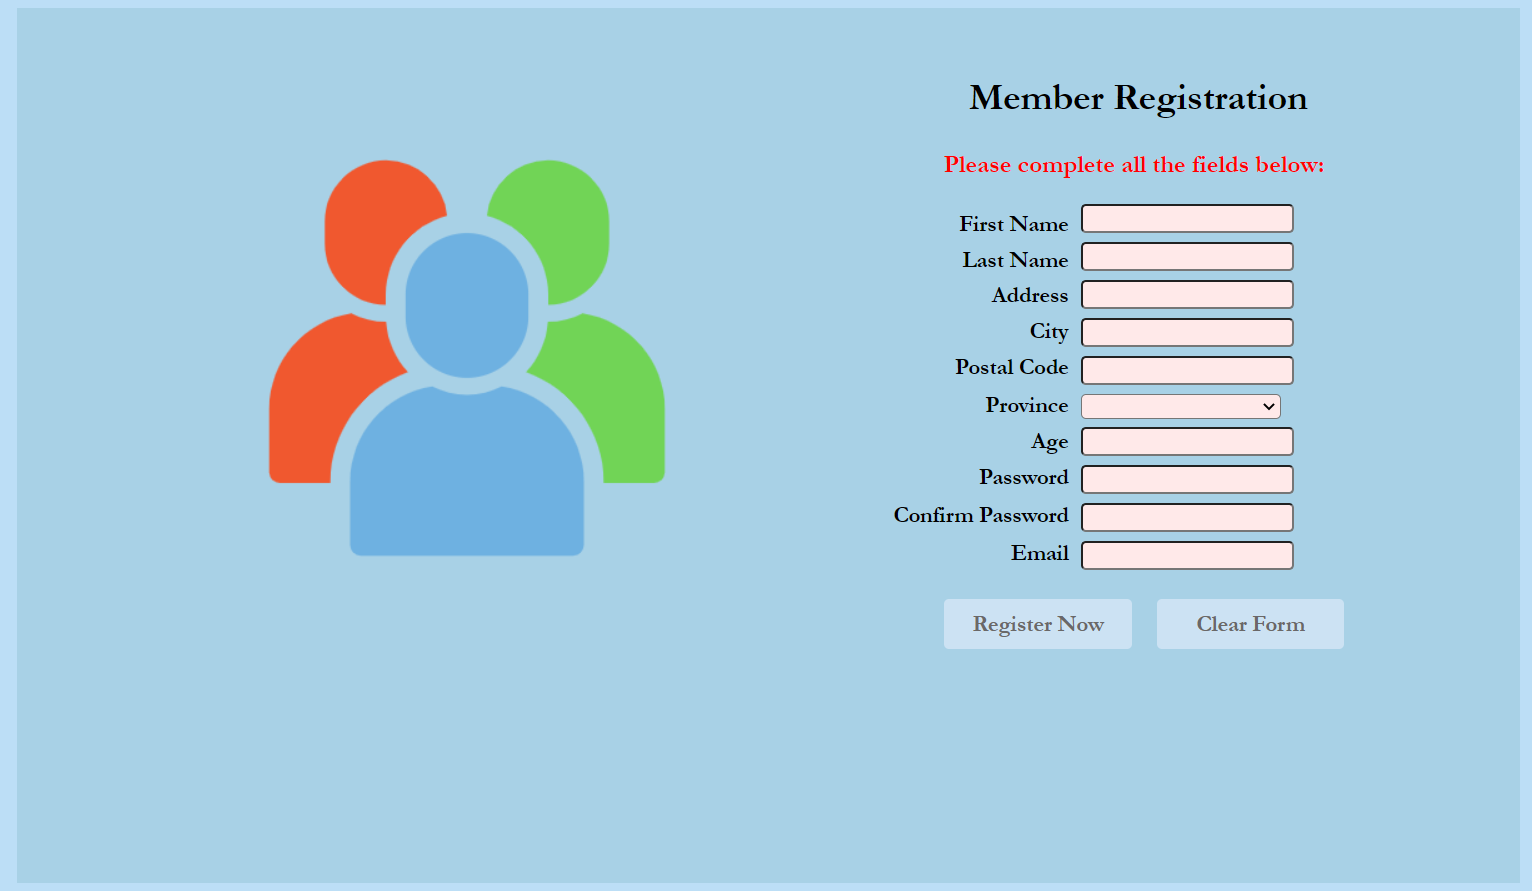 Member Registration
Please complete all the fields below:
First Name
Last Name
Address
City
Postal Code
Province
Age
Password
Confirm Password
Email
Register Now Clear Form